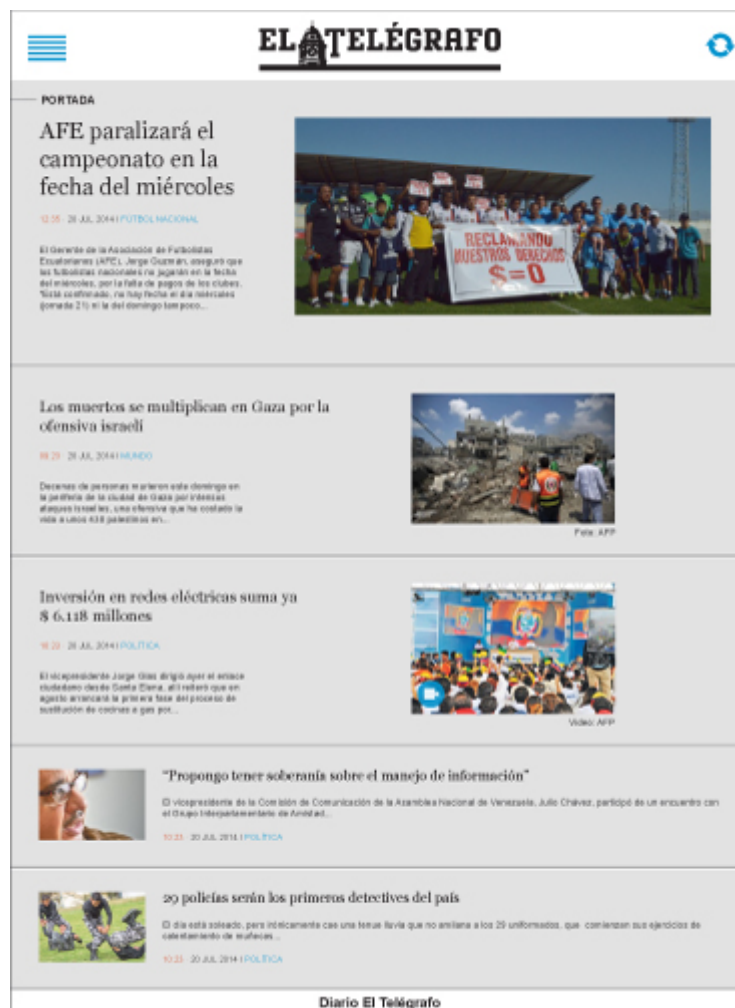 EL TELÉGRAFO
PORTADA
AFE paralizará el
campeonato en la
fecha del miércoles
12:35 · 20 JUL, 2014 I FÚTBOL NACIONAL
El Gerente de la Asociación de Futbolistas
Ecuatorianos (AFE), Jorge Guzmán, aseguró que
los futbolistas nacionales no jugarán en la fecha
del miércoles, por la falta de pagos de los clubes.
"Está confirmado, no hay fecha el día miércoles
(jornada 21) ni la del domingo tampoco...
RECLAMANDO
NUESTROS DERECHOS
$=0
Los muertos se multiplican en Gaza por la
ofensiva israelí
20 JUL, 2014 I MUNDO
Decenas de personas murieron este domingo en
la periferia de la ciudad de Gaza por intensos
ataques israelíes, una ofensiva que ha costado la
vida a unos 438 palestinos en...
Foto: AFP
Inversión en redes eléctricas suma ya
$ 6.118 millones
20 JUL, 2014 I POLÍTICA
El vicepresidente Jorge Glas dirigió ayer el enlace
ciudadano desde Santa Elena, allí reiteró que en
agosto arrancará la primera fase del proceso de
sustitución de cocinas a gas por...
Video: AFP
“Propongo tener soberanía sobre el manejo de información”
El vicepresidente de la Comisión de Comunicación de la Asamblea Nacional de Venezuela, Julio Chávez, participó de un encuentro con
el Grupo Interparlamentario de Amistad...
10:23 · 20 JUL, 2014 I POLÍTICA
29 policías serán los primeros detectives del país
El día está soleado, pero irónicamente cae una tenue lluvia que no amilana a los 29 uniformados, que comienzan sus ejercicios de
calentamiento de muñecas...
10:23 · 20 JUL, 2014 I POLÍTICA
Diario El Telégrafo